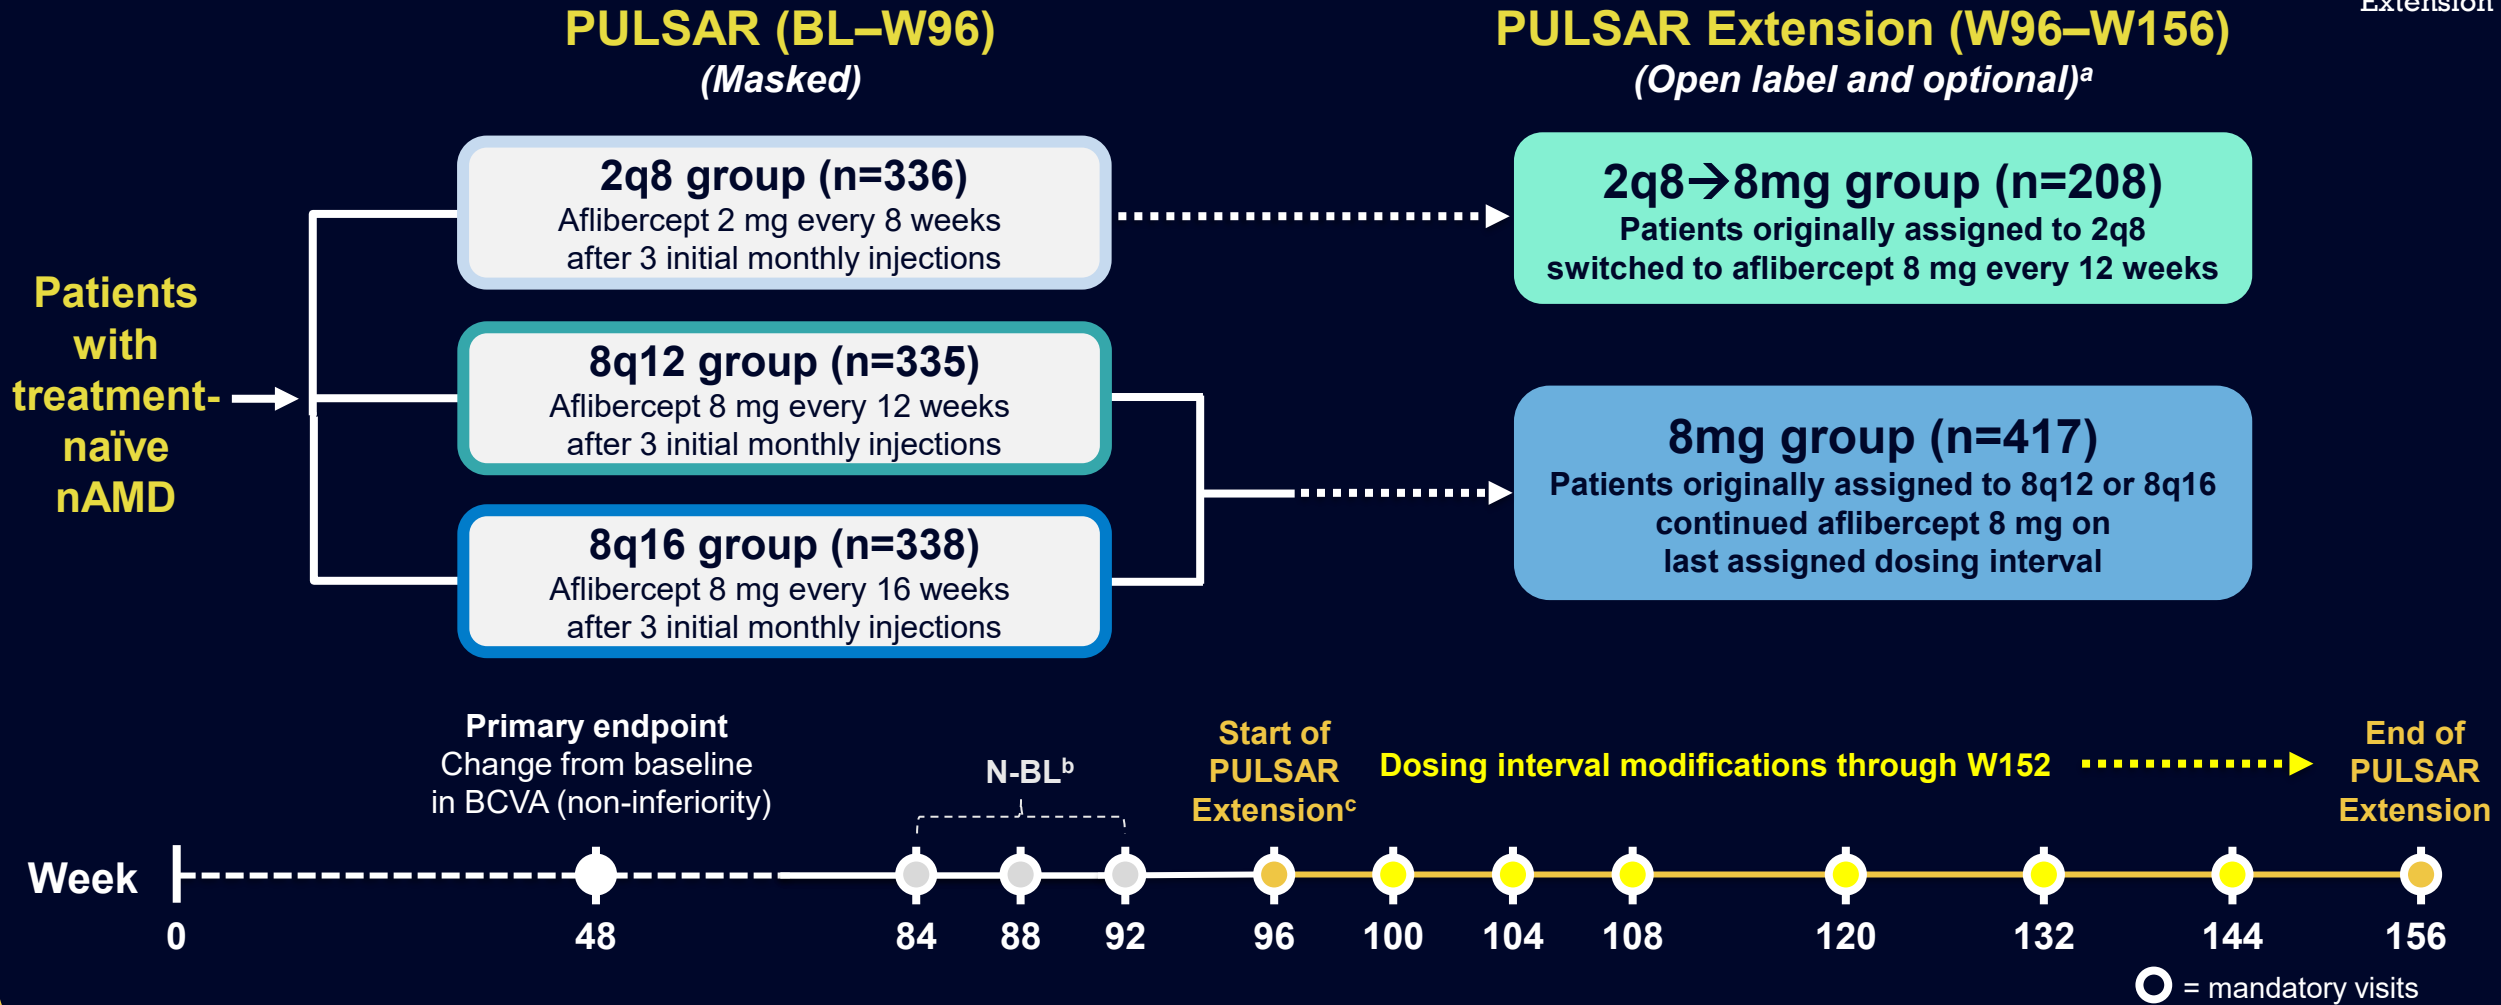 Extension
PULSAR (BL–W96)
(Masked)
PULSAR Extension (W96–W156)
(Open label and optional)ᵃ
Patients
with
treatment-
naïve
nAMD
2q8 group (n=336)
Aflibercept 2 mg every 8 weeks
after 3 initial monthly injections
8q12 group (n=335)
Aflibercept 8 mg every 12 weeks
after 3 initial monthly injections
8q16 group (n=338)
Aflibercept 8 mg every 16 weeks
after 3 initial monthly injections
2q8→8mg group (n=208)
Patients originally assigned to 2q8
switched to aflibercept 8 mg every 12 weeks
8mg group (n=417)
Patients originally assigned to 8q12 or 8q16
continued aflibercept 8 mg on
last assigned dosing interval
Primary endpoint
Change from baseline
in BCVA (non-inferiority)
N-BLᵇ
Start of
PULSAR
Extensionᶜ
Dosing interval modifications through W152
End of
PULSAR
Extension
Week
0 48 84 88 92 96 100 104 108 120 132 144 156
= mandatory visits